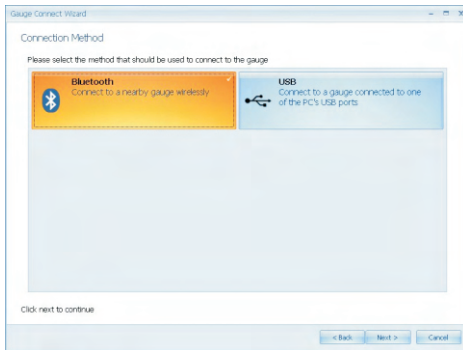 Gauge Connect Wizard
Connection Method
Please select the method that should be used to connect to the gauge
Bluetooth
Connect to a nearby gauge wirelessly
USB
Connect to a gauge connected to one
of the PC's USB ports
Click next to continue
< Back
Next >
Cancel